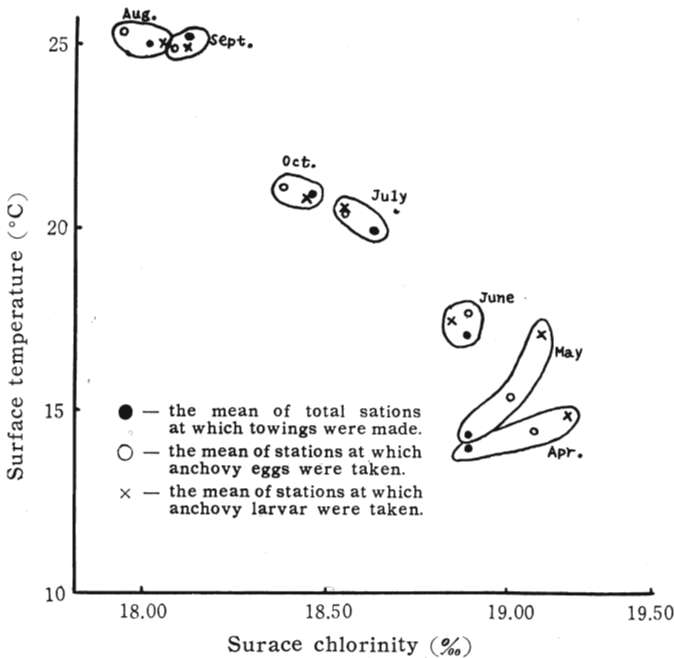 Aug.
Sept.
25
Oct.
July
20
June
May
15
Apr.
● — the mean of total sations
at which towings were made.
○ — the mean of stations at which
anchovy eggs were taken.
× — the mean of stations at which
anchovy larvar were taken.
10
18.00 18.50 19.00 19.50
Surace chlorinity (‰)
Surface temperature (°C)